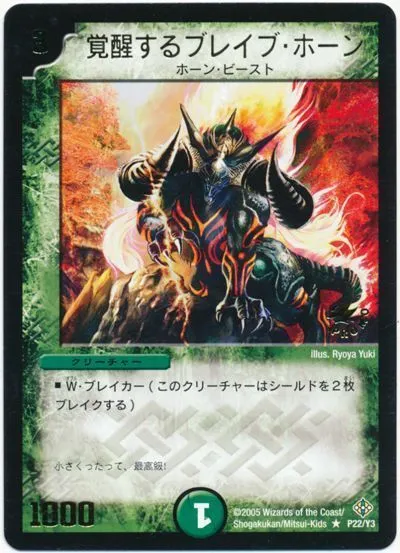 3
覚醒するブレイブ・ホーン
ホーン・ビースト
illus. Ryoya Yuki
クリーチャー
■ W・ブレイカー ( このクリーチャーはシールドを2枚
ブレイクする )
小さくったって、最高級!
1000
1
©2005 Wizards of the Coast/
Shogakukan/Mitsui-Kids ★ P22/Y3